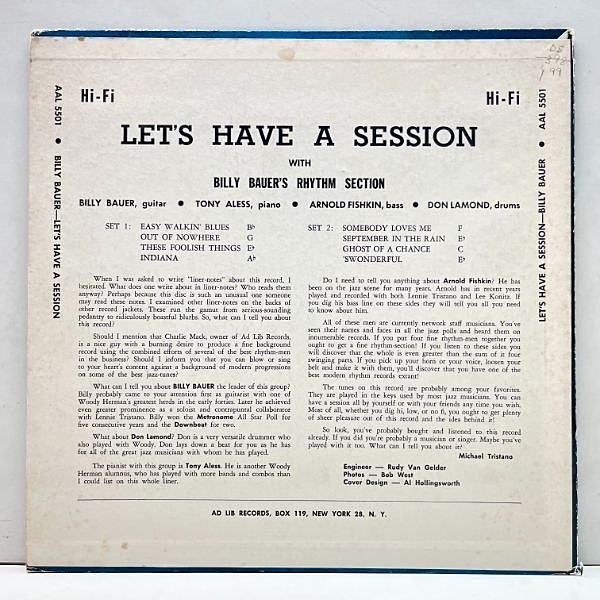 D5
398
1 99
Hi-Fi
Hi-Fi
AAL 5501 • BILLY BAUER—LET'S HAVE A SESSION
LET'S HAVE A SESSION—BILLY BAUER • AAL 5501
LET'S HAVE A SESSION
WITH
BILLY BAUER'S RHYTHM SECTION
BILLY BAUER, guitar • TONY ALESS, piano • ARNOLD FISHKIN, bass • DON LAMOND, drums
SET 1: EASY WALKIN' BLUES B♭
OUT OF NOWHERE G
THESE FOOLISH THINGS E♭
INDIANA A♭
SET 2: SOMEBODY LOVES ME F
SEPTEMBER IN THE RAIN E♭
GHOST OF A CHANCE C
'SWONDERFUL E♭
When I was asked to write "liner-notes" about this record, I
hesitated. What does one write about in liner-notes? Who reads them
anyway? Perhaps because this disc is such an unusual one someone
may read these notes. I examined other liner-notes on the backs of
other record jackets. These run the gamut from serious-sounding
pedantry to ridiculously boastful blurbs. So, what can I tell you about
this record?
Should I mention that Charlie Mack, owner of Ad Lib Records,
is a nice guy with a burning desire for a modern background
record using the combined efforts of several of the best rhythm-men
in the business? Should I inform you that you can blow or sing
to your heart's content against a background of modern progressions
on some of the best jazz-tunes?
What can I tell you about BILLY BAUER the leader of this group?
Billy probably came to your attention first as guitarist with one of
Woody Herman's greatest herds in the early forties. Later he achieved
even greater prominence as a soloist and contrapuntal collaborator
with Lennie Tristano. Billy won the Metronome All Star Poll for
five consecutive years and the Downbeat for two.
What about Don Lamond? Don is a very versatile drummer who
also played with Woody. Don lays down a beat for you as he has
for all of the great jazz musicians with whom he has played.
The pianist with this group is Tony Aless. He is another Woody
Herman alumnus, who has played with more bands and combos than
I could list on this whole liner.
Do I need to tell you anything about Arnold Fishkin? He has
been on the jazz scene for many years. Arnold has in recent years
played and recorded with both Lennie Tristano and Lee Konitz. If
you dig his bass line on these sides they will tell you all you need
to know about him.
All of these men are currently network staff musicians. You've
seen their names and faces in all the jazz polls and heard them on
innumerable records. If you put four fine rhythm-men together you
ought to get a fine rhythm-section! If you listen to these sides you
will discover that the whole is even greater than the sum of it four
swinging parts. If you pick up your horn or your voice, loosen your
belt and make it with them, you'll discover that you have one of the
best modern rhythm records extant!
The tunes on this record are probably among your favorites.
They are played in the keys used by most jazz musicians. You can
have a session all by yourself or with your friends any time you wish.
Most of all, whether you dig hi, low, or no fi, you ought to get plenty
of sheer pleasure out of this record and the idea behind it!
So look, you've probably bought and listened to this record
already. If you did you're probably a musician or singer. Maybe you've
played with it too. What can I tell you about it?
Michael Tristano
Engineer — Rudy Van Gelder
Photos — Bob West
Cover Design — Al Hollingsworth
AD LIB RECORDS, BOX 119, NEW YORK 28, N. Y.